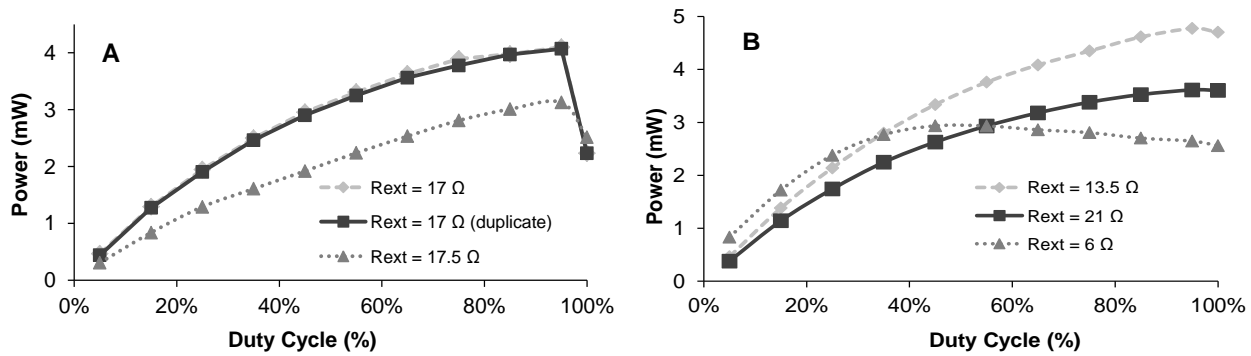 A
Power (mW)
4
3
2
1
0
0% 20% 40% 60% 80% 100%
Duty Cycle (%)
Rext = 17 Ω
Rext = 17 Ω (duplicate)
Rext = 17.5 Ω
B
Power (mW)
5
4
3
2
1
0
0% 20% 40% 60% 80% 100%
Duty Cycle (%)
Rext = 13.5 Ω
Rext = 21 Ω
Rext = 6 Ω